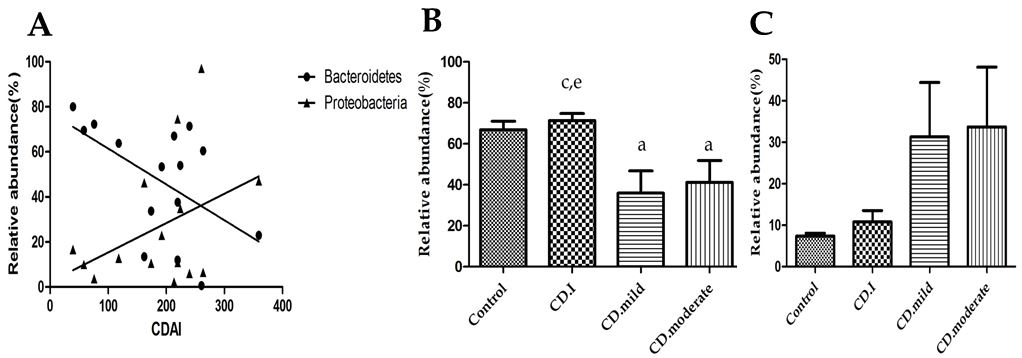 A
Relative abundance(%)
100
80
60
40
20
0
0 100 200 300 400
CDAI
Bacteroidetes
Proteobacteria
B
Relative abundance(%)
100
80
60
40
20
0
c,e
a
a
Control
CD.I
CD.mild
CD.moderate
C
Relative abundance(%)
50
40
30
20
10
0
Control
CD.I
CD.mild
CD.moderate